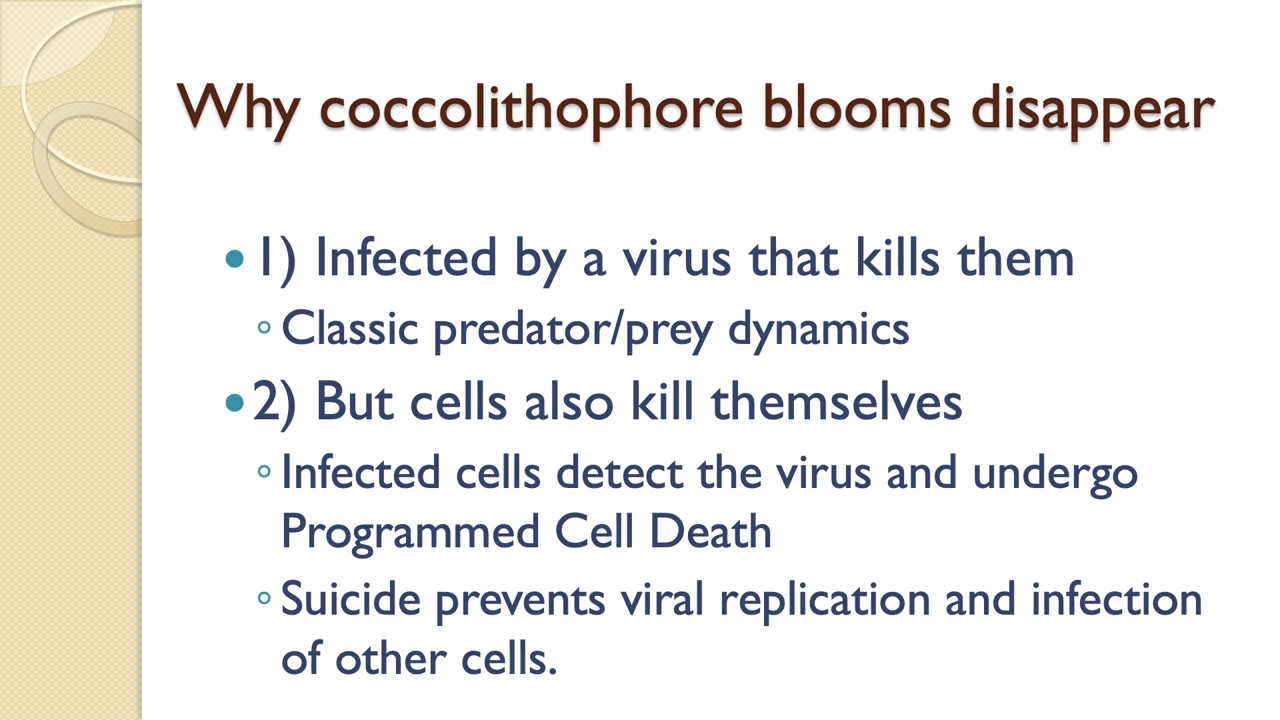 Why coccolithophore blooms disappear
• 1) Infected by a virus that kills them
◦ Classic predator/prey dynamics
• 2) But cells also kill themselves
◦ Infected cells detect the virus and undergo
Programmed Cell Death
◦ Suicide prevents viral replication and infection
of other cells.